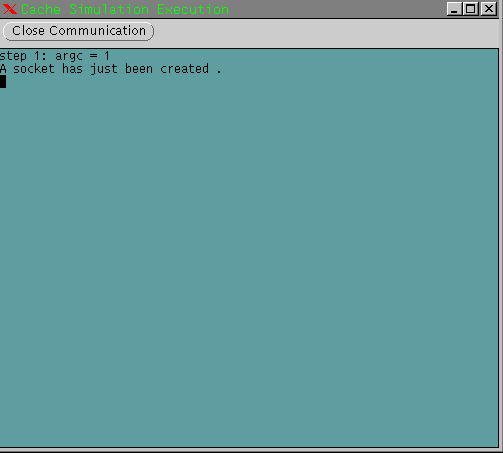 Cache Simulation Execution
Close Communication
step 1: argc = 1
A socket has just been created .